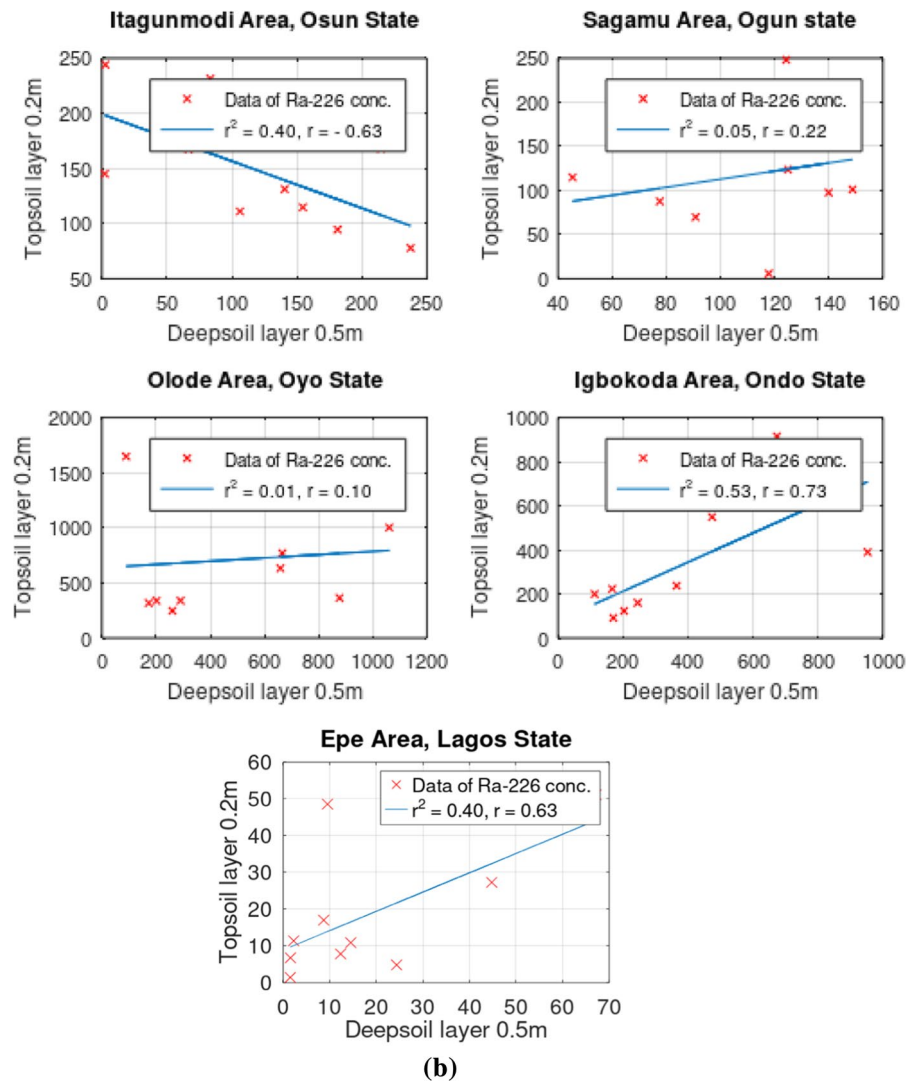 Itagunmodi Area, Osun State
Topsoil layer 0.2m
250
200
150
100
50
Data of Ra-226 conc.
r² = 0.40, r = - 0.63
0 50 100 150 200 250
Deepsoil layer 0.5m
Sagamu Area, Ogun state
Topsoil layer 0.2m
250
200
150
100
50
0
Data of Ra-226 conc.
r² = 0.05, r = 0.22
40 60 80 100 120 140 160
Deepsoil layer 0.5m
Olode Area, Oyo State
Topsoil layer 0.2m
2000
1500
1000
500
0
Data of Ra-226 conc.
r² = 0.01, r = 0.10
0 200 400 600 800 1000 1200
Deepsoil layer 0.5m
Igbokoda Area, Ondo State
Topsoil layer 0.2m
1000
800
600
400
200
0
Data of Ra-226 conc.
r² = 0.53, r = 0.73
0 200 400 600 800 1000
Deepsoil layer 0.5m
Epe Area, Lagos State
Topsoil layer 0.2m
60
50
40
30
20
10
0
Data of Ra-226 conc.
r² = 0.40, r = 0.63
0 10 20 30 40 50 60 70
Deepsoil layer 0.5m
(b)